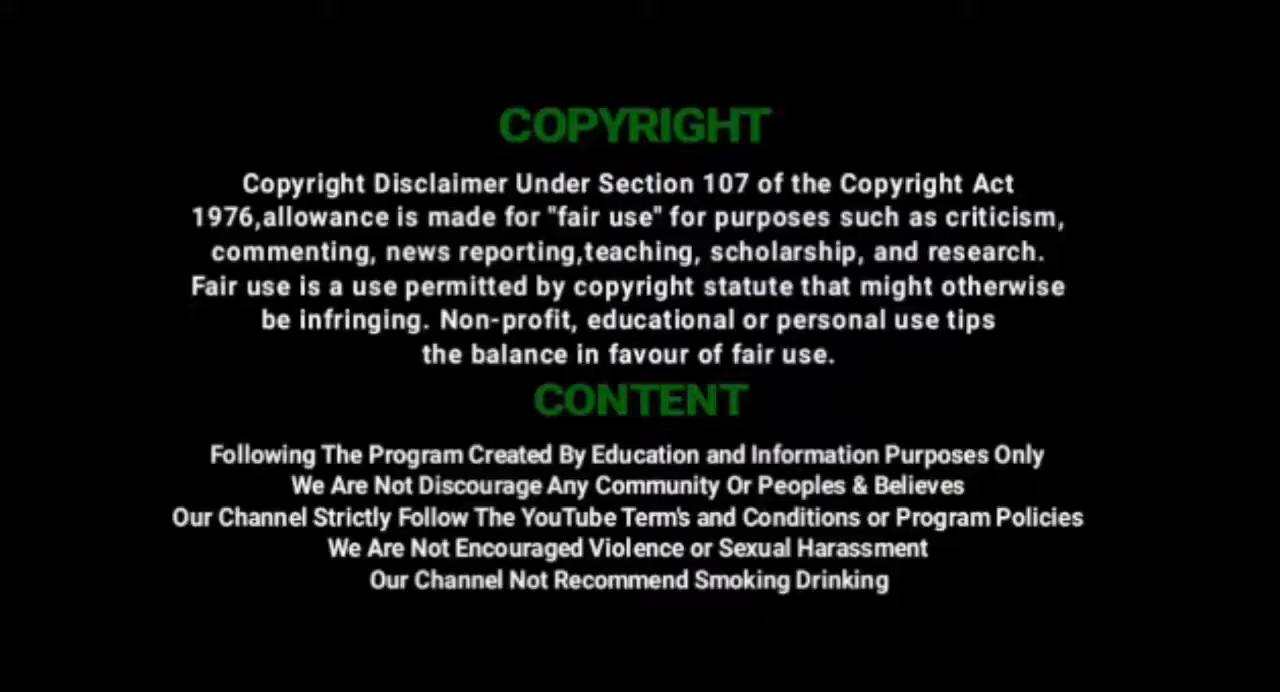 COPYRIGHT
Copyright Disclaimer Under Section 107 of the Copyright Act
1976,allowance is made for "fair use" for purposes such as criticism,
commenting, news reporting,teaching, scholarship, and research.
Fair use is a use permitted by copyright statute that might otherwise
be infringing. Non-profit, educational or personal use tips
the balance in favour of fair use.
CONTENT
Following The Program Created By Education and Information Purposes Only
We Are Not Discourage Any Community Or Peoples & Believes
Our Channel Strictly Follow The YouTube Term's and Conditions or Program Policies
We Are Not Encouraged Violence or Sexual Harassment
Our Channel Not Recommend Smoking Drinking